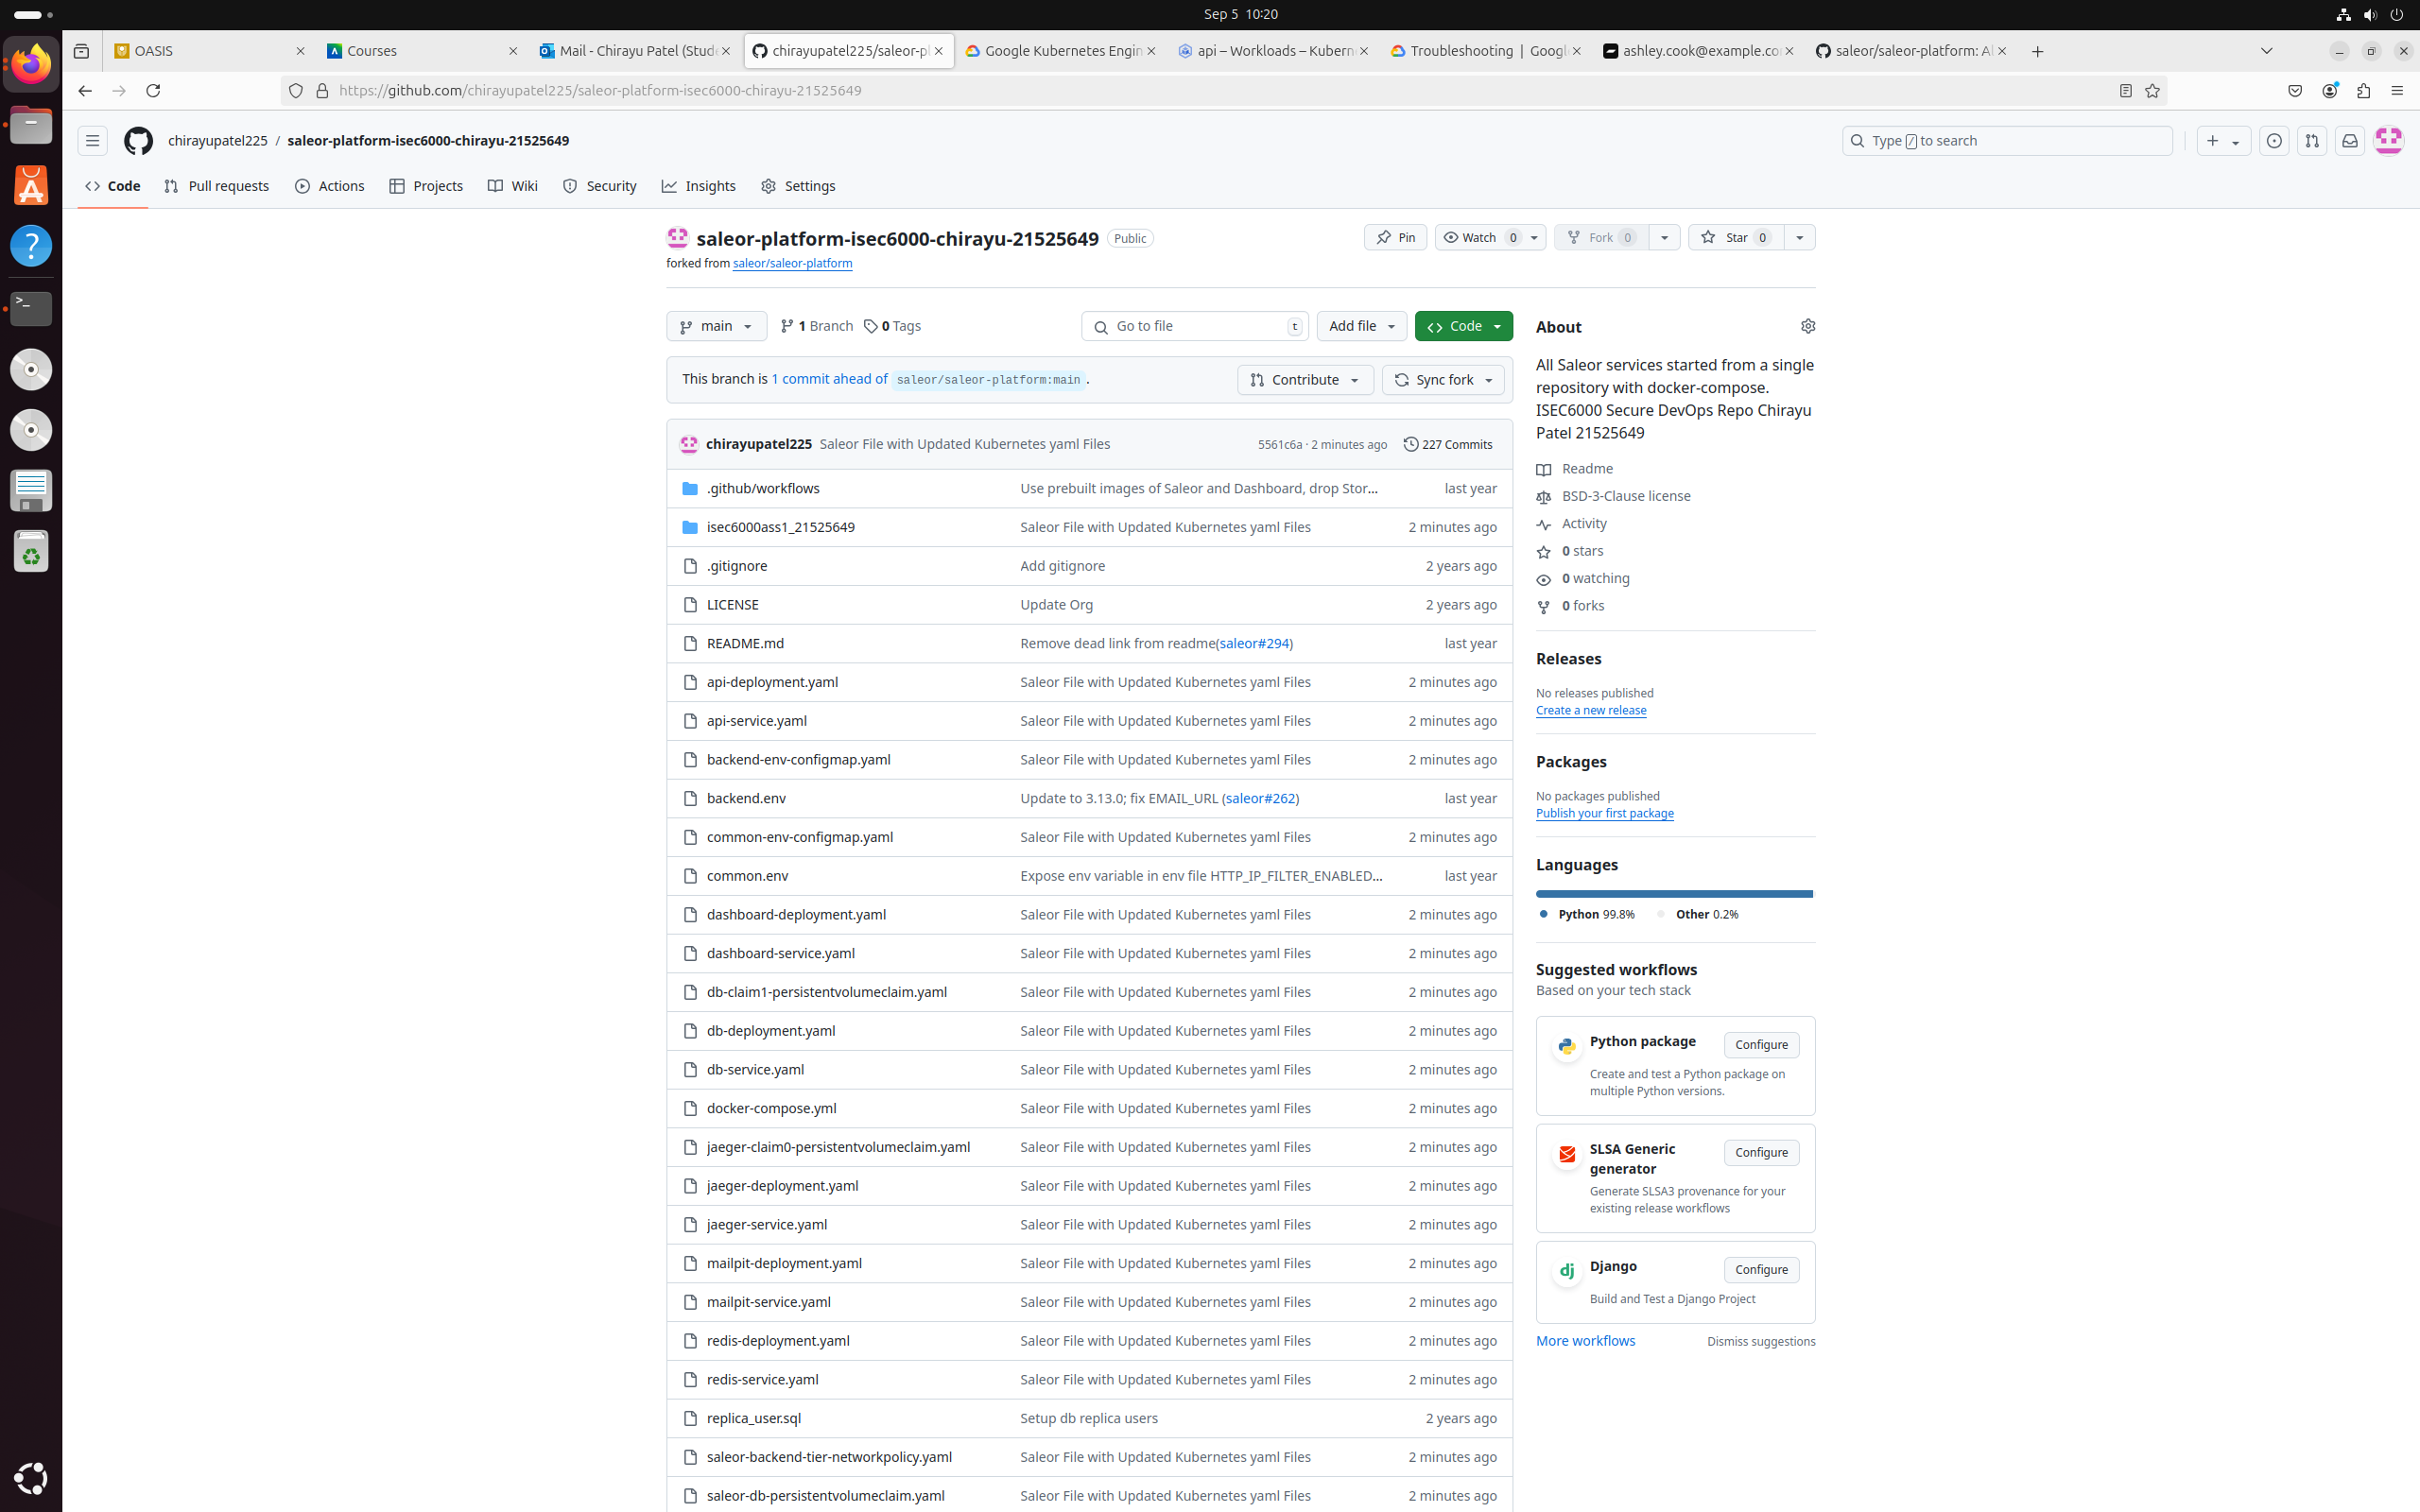 Sep 5 10:20
OASIS
Courses
Mail - Chirayu Patel (Stude
chirayupatel225/saleor-pl
Google Kubernetes Engin
api – Workloads – Kubern
Troubleshooting | Googl
ashley.cook@example.co
saleor/saleor-platform: Al
https://github.com/chirayupatel225/saleor-platform-isec6000-chirayu-21525649
chirayupatel225 / saleor-platform-isec6000-chirayu-21525649
Type / to search
Code
Pull requests
Actions
Projects
Wiki
Security
Insights
Settings
saleor-platform-isec6000-chirayu-21525649 Public
forked from saleor/saleor-platform
Pin
Watch 0
Fork 0
Star 0
main
1 Branch
0 Tags
Go to file t
Add file
Code
This branch is 1 commit ahead of saleor/saleor-platform:main.
Contribute
Sync fork
chirayupatel225 Saleor File with Updated Kubernetes yaml Files 5561c6a · 2 minutes ago 227 Commits
.github/workflows Use prebuilt images of Saleor and Dashboard, drop Stor... last year
isec6000ass1_21525649 Saleor File with Updated Kubernetes yaml Files 2 minutes ago
.gitignore Add gitignore 2 years ago
LICENSE Update Org 2 years ago
README.md Remove dead link from readme(saleor#294) last year
api-deployment.yaml Saleor File with Updated Kubernetes yaml Files 2 minutes ago
api-service.yaml Saleor File with Updated Kubernetes yaml Files 2 minutes ago
backend-env-configmap.yaml Saleor File with Updated Kubernetes yaml Files 2 minutes ago
backend.env Update to 3.13.0; fix EMAIL_URL (saleor#262) last year
common-env-configmap.yaml Saleor File with Updated Kubernetes yaml Files 2 minutes ago
common.env Expose env variable in env file HTTP_IP_FILTER_ENABLED... last year
dashboard-deployment.yaml Saleor File with Updated Kubernetes yaml Files 2 minutes ago
dashboard-service.yaml Saleor File with Updated Kubernetes yaml Files 2 minutes ago
db-claim1-persistentvolumeclaim.yaml Saleor File with Updated Kubernetes yaml Files 2 minutes ago
db-deployment.yaml Saleor File with Updated Kubernetes yaml Files 2 minutes ago
db-service.yaml Saleor File with Updated Kubernetes yaml Files 2 minutes ago
docker-compose.yml Saleor File with Updated Kubernetes yaml Files 2 minutes ago
jaeger-claim0-persistentvolumeclaim.yaml Saleor File with Updated Kubernetes yaml Files 2 minutes ago
jaeger-deployment.yaml Saleor File with Updated Kubernetes yaml Files 2 minutes ago
jaeger-service.yaml Saleor File with Updated Kubernetes yaml Files 2 minutes ago
mailpit-deployment.yaml Saleor File with Updated Kubernetes yaml Files 2 minutes ago
mailpit-service.yaml Saleor File with Updated Kubernetes yaml Files 2 minutes ago
redis-deployment.yaml Saleor File with Updated Kubernetes yaml Files 2 minutes ago
redis-service.yaml Saleor File with Updated Kubernetes yaml Files 2 minutes ago
replica_user.sql Setup db replica users 2 years ago
saleor-backend-tier-networkpolicy.yaml Saleor File with Updated Kubernetes yaml Files 2 minutes ago
saleor-db-persistentvolumeclaim.yaml Saleor File with Updated Kubernetes yaml Files 2 minutes ago
About
All Saleor services started from a single
repository with docker-compose.
ISEC6000 Secure DevOps Repo Chirayu
Patel 21525649
Readme
BSD-3-Clause license
Activity
0 stars
0 watching
0 forks
Releases
No releases published
Create a new release
Packages
No packages published
Publish your first package
Languages
Python 99.8%
Other 0.2%
Suggested workflows
Based on your tech stack
Python package
Configure
Create and test a Python package on
multiple Python versions.
SLSA Generic
generator
Configure
Generate SLSA3 provenance for your
existing release workflows
dj
Django
Configure
Build and Test a Django Project
More workflows
Dismiss suggestions